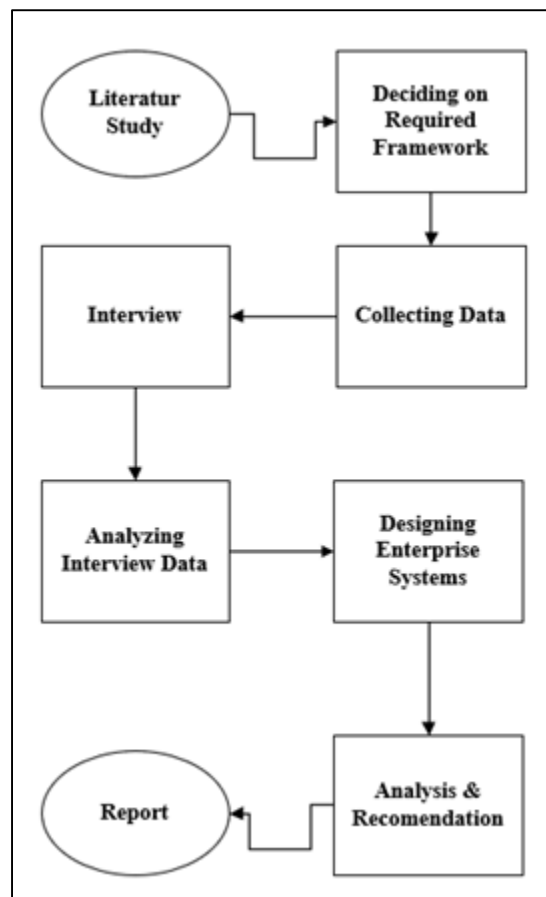 Literatur
Study
Deciding on
Required
Framework
Interview
Collecting Data
Analyzing
Interview Data
Designing
Enterprise
Systems
Report
Analysis &
Recomendation